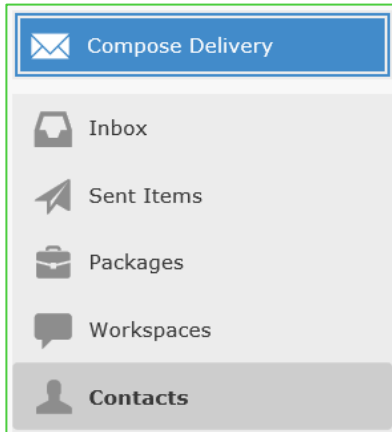 Compose Delivery
Inbox
Sent Items
Packages
Workspaces
Contacts